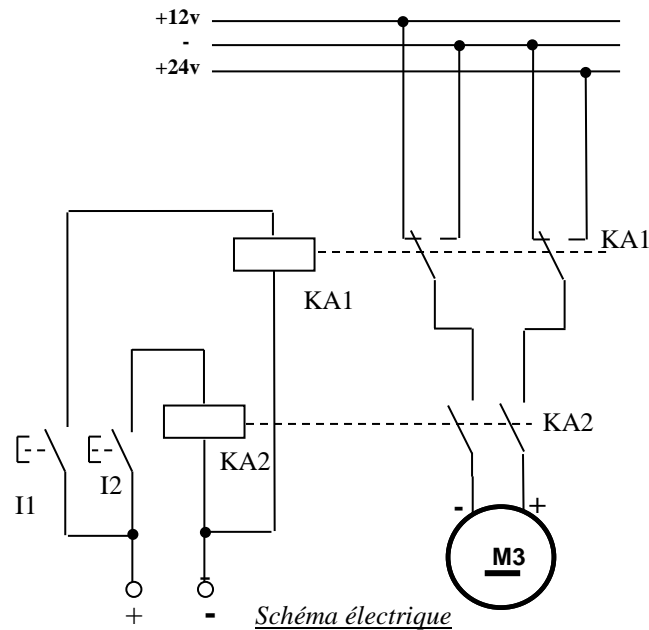 +12v
-
+24v
KA1
KA1
KA2
KA2
I1
I2
- +
M3
+ -
Schéma électrique